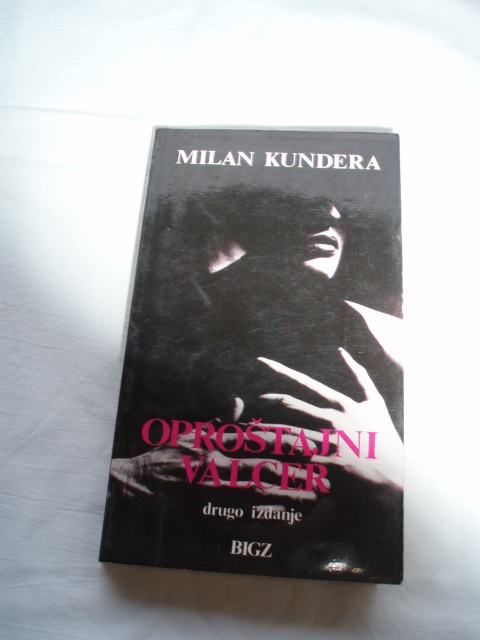 MILAN KUNDERA
OPROŠTAJNI
VALCER
drugo izdanje
BIGZ